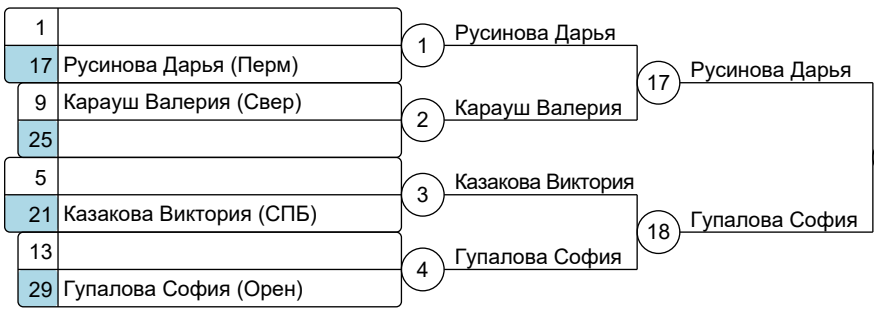 1
17 Русинова Дарья (Перм)
9 Карауш Валерия (Свер)
25
5
21 Казакова Виктория (СПБ)
13
29 Гупалова София (Орен)
1
2
3
4
Русинова Дарья
Карауш Валерия
Казакова Виктория
Гупалова София
17
18
Русинова Дарья
Гупалова София